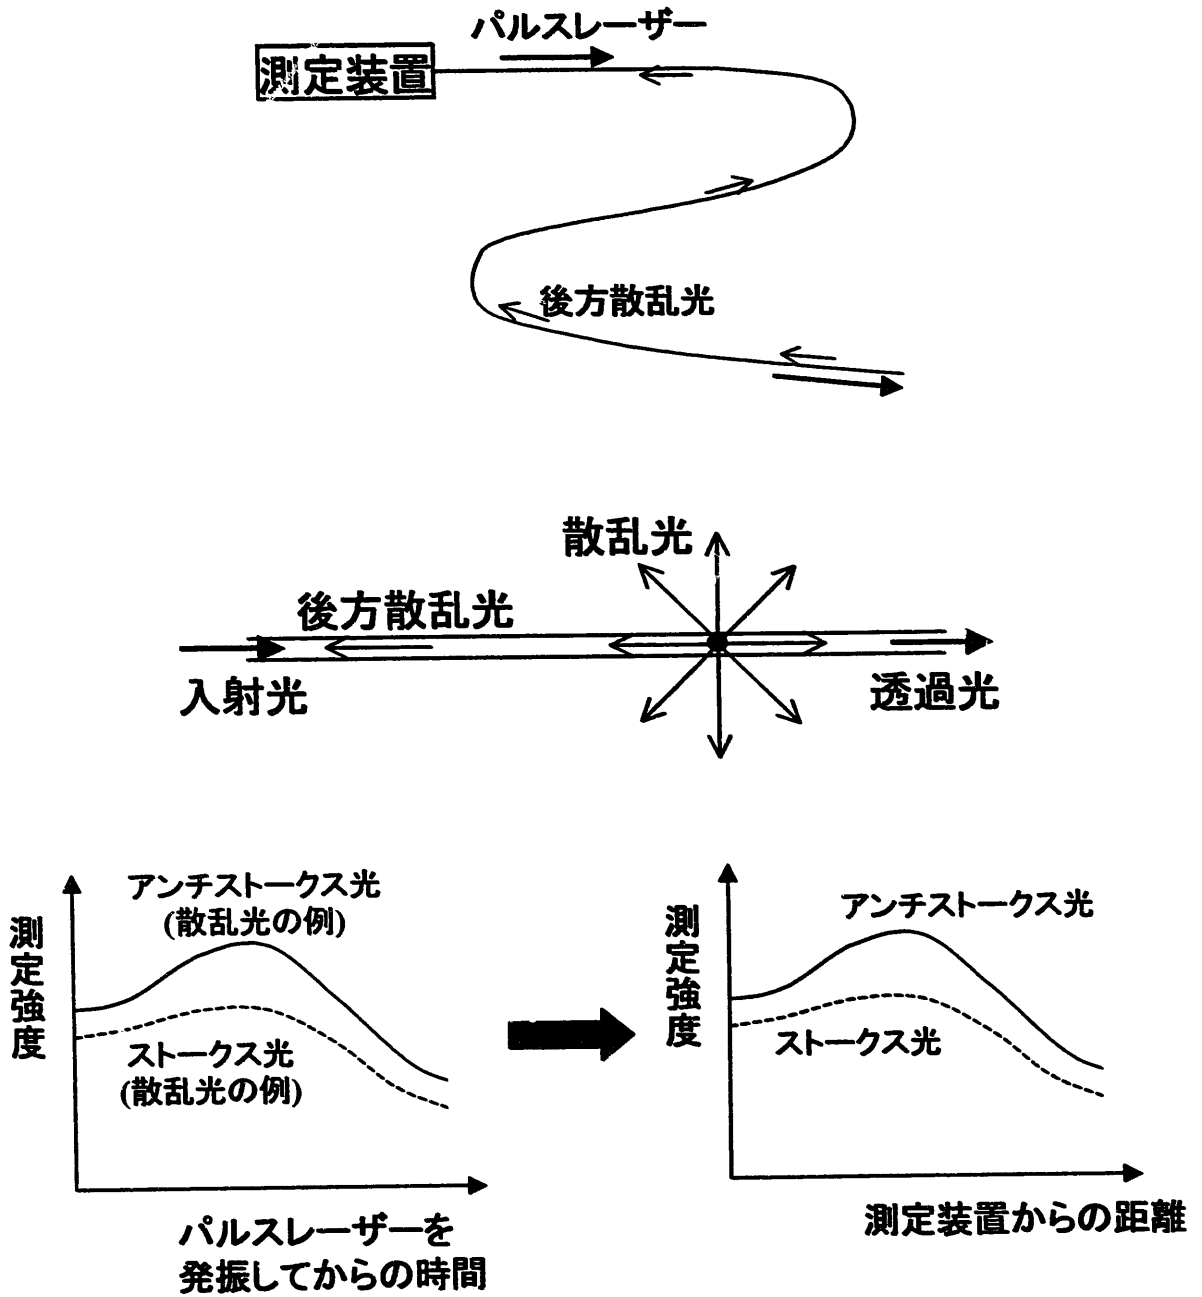 パルスレーザー
測定装置
後方散乱光
散乱光
後方散乱光
入射光
透過光
アンチストークス光
(散乱光の例)
測定強度
ストークス光
(散乱光の例)
パルスレーザーを
発振してからの時間
アンチストークス光
測定強度
ストークス光
測定装置からの距離